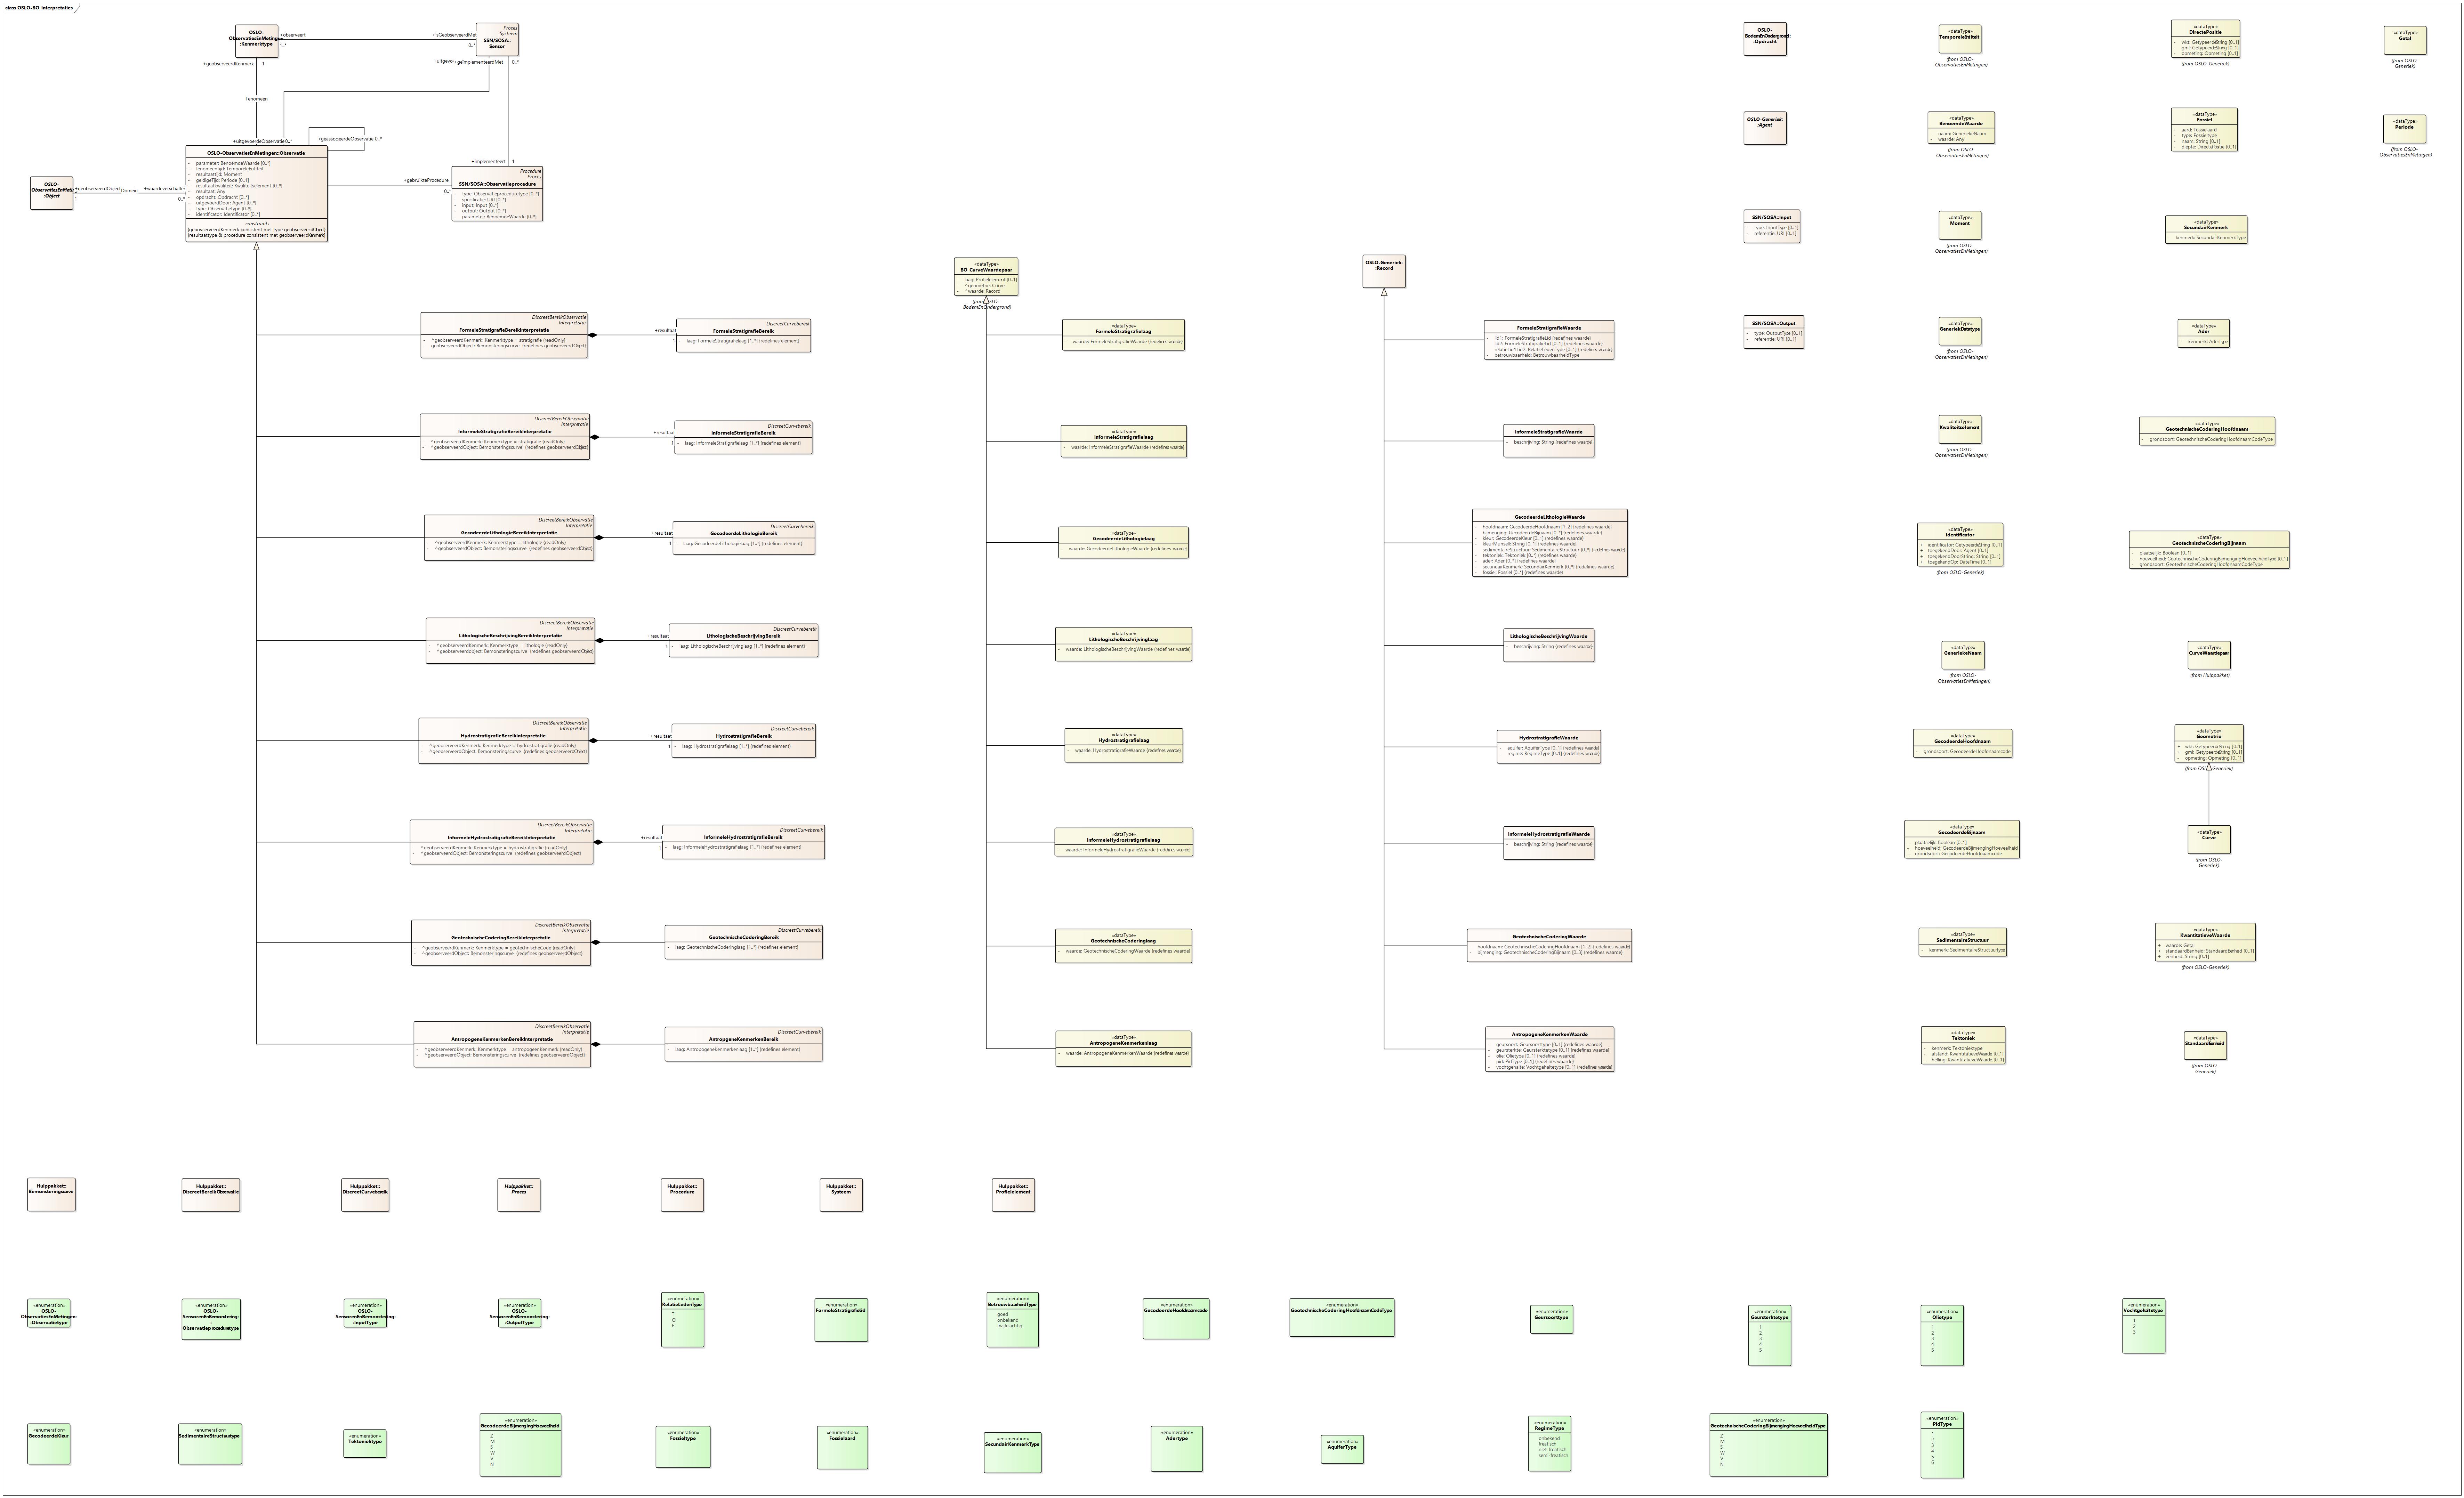 class OSLO-BO_Interpretaties
OSLO-
ObservatiesEnMetingen:
:Kenmerktype
+observeert
1..*
+isGeobserveerdMet
0..*
Proces
Systeem
SSN/SOSA::
Sensor
+geobserveerdKenmerk
1
+geïmplementeerdMet
0..*
Fenomeen
+uitgevoerdeObservatie 0..*
+geassocieerdeObservatie 0..*
OSLO-ObservatiesEnMetingen::Observatie
- parameter: BenoemdeWaarde [0..*]
- fenomeentijd: TemporeleEntiteit
- resultaattijd: Moment
- geldigeTijd: Periode [0..1]
- resultaatkwaliteit: Kwaliteitselement [0..*]
- resultaat: Any
- opdracht: Opdracht [0..*]
- uitgevoerdDoor: Agent [0..*]
- type: Observatietype [0..*]
- identificator: Identificator [0..*]
constraints
{geobserveerdKenmerk consistent met type geobserveerdObject}
{resultaattype & procedure consistent met geobserveerdKenmerk}
:Object
+geobserveerdObject
1
Domein
+waardeverschaffer
0..*
+gebruikteProcedure
0..*
+implementeert
1
Procedure
Proces
SSN/SOSA::Observatieprocedure
- type: Observatieproceduretype [0..*]
- specificatie: URI [0..*]
- input: Input [0..*]
- output: Output [0..*]
- parameter: BenoemdeWaarde [0..*]
DiscreetBereikObservatie
Interpretatie
FormeleStratigrafieBereikInterpretatie
- ^geobserveerdKenmerk: Kenmerktype = stratigrafie {readOnly}
- geobserveerdObject: Bemonsteringscurve {redefines geobserveerdObject}
+resultaat
1
DiscreetCurvebereik
FormeleStratigrafieBereik
- laag: FormeleStratigrafielaag [1..*] {redefines element}
DiscreetBereikObservatie
Interpretatie
InformeleStratigrafieBereikInterpretatie
- ^geobserveerdKenmerk: Kenmerktype = stratigrafie {readOnly}
- ^geobserveerdObject: Bemonsteringscurve {redefines geobserveerdObject}
+resultaat
1
DiscreetCurvebereik
InformeleStratigrafieBereik
- laag: InformeleStratigrafielaag [1..*] {redefines element}
DiscreetBereikObservatie
Interpretatie
GecodeerdeLithologieBereikInterpretatie
- ^geobserveerdKenmerk: Kenmerktype = lithologie {readOnly}
- ^geobserveerdObject: Bemonsteringscurve {redefines geobserveerdObject}
+resultaat
1
DiscreetCurvebereik
GecodeerdeLithologieBereik
- laag: GecodeerdeLithologielaag [1..*] {redefines element}
DiscreetBereikObservatie
Interpretatie
LithologischeBeschrijvingBereikInterpretatie
- ^geobserveerdKenmerk: Kenmerktype = lithologie {readOnly}
- ^geobserveerdobject: Bemonsteringscurve {redefines geobserveerdObject}
+resultaat
1
DiscreetCurvebereik
LithologischeBeschrijvingBereik
- laag: LithologischeBeschrijvinglaag [1..*] {redefines element}
DiscreetBereikObservatie
Interpretatie
HydrostratigrafieBereikInterpretatie
- ^geobserveerdKenmerk: Kenmerktype = hydrostratigrafie {readOnly}
- ^geobserveerdObject: Bemonsteringscurve {redefines geobserveerdObject}
+resultaat
1
DiscreetCurvebereik
HydrostratigrafieBereik
- laag: Hydrostratigrafielaag [1..*] {redefines element}
DiscreetBereikObservatie
Interpretatie
InformeleHydrostratigrafieBereikInterpretatie
- ^geobserveerdKenmerk: Kenmerktype = hydrostratigrafie {readOnly}
- ^geobserveerdObject: Bemonsteringscurve {redefines geobserveerdObject}
+resultaat
1
DiscreetCurvebereik
InformeleHydrostratigrafieBereik
- laag: InformeleHydrostratigrafielaag [1..*] {redefines element}
DiscreetBereikObservatie
Interpretatie
GeotechnischeCoderingBereikInterpretatie
- ^geobserveerdKenmerk: Kenmerktype = geotechnischeCode {readOnly}
- ^geobserveerdObject: Bemonsteringscurve {redefines geobserveerdObject}
DiscreetCurvebereik
GeotechnischeCoderingBereik
- laag: GeotechnischeCoderinglaag [1..*] {redefines element}
DiscreetBereikObservatie
Interpretatie
AntropogeneKenmerkenBereikInterpretatie
- ^geobserveerdKenmerk: Kenmerktype = antropogeenKenmerk {readOnly}
- ^geobserveerdObject: Bemonsteringscurve {redefines geobserveerdObject}
DiscreetCurvebereik
AntropgeneKenmerkenBereik
- laag: AntropogeneKenmerkenlaag [1..*] {redefines element}
«dataType»
BO_CurveWaardepaar
- laag: Profielelement [0..1]
- ^geometrie: Curve
- ^waarde: Record
(from OSLO-
BodemEnOndergrond)
«dataType»
FormeleStratigrafielaag
- waarde: FormeleStratigrafieWaarde {redefines waarde}
«dataType»
InformeleStratigrafielaag
- waarde: InformeleStratigrafieWaarde {redefines waarde}
«dataType»
GecodeerdeLithologielaag
- waarde: GecodeerdeLithologieWaarde {redefines waarde}
«dataType»
LithologischeBeschrijvinglaag
- waarde: LithologischeBeschrijvingWaarde {redefines waarde}
«dataType»
Hydrostratigrafielaag
- waarde: HydrostratigrafieWaarde {redefines waarde}
«dataType»
InformeleHydrostratigrafielaag
- waarde: InformeleHydrostratigrafieWaarde {redefines waarde}
«dataType»
GeotechnischeCoderinglaag
- waarde: GeotechnischeCoderingWaarde {redefines waarde}
«dataType»
AntropogeneKenmerkenlaag
- waarde: AntropogeneKenmerkenWaarde {redefines waarde}
OSLO-Generiek:
:Record
FormeleStratigrafieWaarde
- lid1: FormeleStratigrafieLid {redefines waarde}
- lid2: FormeleStratigrafieLid [0..1] {redefines waarde}
- relatieLid1Lid2: RelatieLedenType [0..1] {redefines waarde}
- betrouwbaarheid: BetrouwbaarheidType
InformeleStratigrafieWaarde
- beschrijving: String {redefines waarde}
GecodeerdeLithologieWaarde
- hoofdnaam: GecodeerdeHoofdnaam [1..2] {redefines waarde}
- bijmenging: GecodeerdeBijnaam [0..*] {redefines waarde}
- kleur: GecodeerdeKleur [0..1] {redefines waarde}
- kleurMunsell: String [0..1] {redefines waarde}
- sedimentaireStructuur: SedimentaireStructuur [0..*] {redefines waarde}
- tektoniek: Tektoniek [0..*] {redefines waarde}
- ader: Ader [0..*] {redefines waarde}
- secundairKenmerk: SecundairKenmerk [0..*] {redefines waarde}
- fossiel: Fossiel [0..*] {redefines waarde}
LithologischeBeschrijvingWaarde
- beschrijving: String {redefines waarde}
HydrostratigrafieWaarde
- aquifer: AquiferType [0..1] {redefines waarde}
- regime: RegimeType [0..1] {redefines waarde}
InformeleHydrostratigrafieWaarde
- beschrijving: String {redefines waarde}
GeotechnischeCoderingWaarde
- hoofdnaam: GeotechnischeCoderingHoofdnaam [1..2] {redefines waarde}
- bijmenging: GeotechnischeCoderingBijnaam [0..3] {redefines waarde}
AntropogeneKenmerkenWaarde
- geursoort: Geursoorttype [0..1] {redefines waarde}
- geursterkte: Geursterktetype [0..1] {redefines waarde}
- olie: Olietype [0..1] {redefines waarde}
- pid: PidType [0..1] {redefines waarde}
- vochtgehalte: Vochtgehaltetype [0..1] {redefines waarde}
OSLO-
BodemEnOndergrond:
:Opdracht
OSLO-Generiek:
:Agent
SSN/SOSA::Input
- type: InputType [0..1]
- referentie: URI [0..1]
SSN/SOSA::Output
- type: OutputType [0..1]
- referentie: URI [0..1]
«dataType»
TemporeleEntiteit
(from OSLO-
ObservatiesEnMetingen)
«dataType»
BenoemdeWaarde
- naam: GeneriekeNaam
- waarde: Any
(from OSLO-
ObservatiesEnMetingen)
«dataType»
Moment
(from OSLO-
ObservatiesEnMetingen)
«dataType»
GeneriekDatatype
(from OSLO-
ObservatiesEnMetingen)
«dataType»
Kwaliteitselement
(from OSLO-
ObservatiesEnMetingen)
«dataType»
Identificator
+ identificator: GetypeerdeString [0..1]
+ toegekendDoor: Agent [0..1]
+ toegekendDoorString: String [0..1]
+ toegekendOp: DateTime [0..1]
(from OSLO-Generiek)
«dataType»
GeneriekeNaam
(from OSLO-
ObservatiesEnMetingen)
«dataType»
GecodeerdeHoofdnaam
- grondsoort: GecodeerdeHoofdnaamcode
«dataType»
GecodeerdeBijnaam
- plaatselijk: Boolean [0..1]
- hoeveelheid: GecodeerdeBijmengingHoeveelheid
- grondsoort: GecodeerdeHoofdnaamcode
«dataType»
SedimentaireStructuur
- kenmerk: SedimentaireStructuurtype
«dataType»
Tektoniek
- kenmerk: Tektoniektype
- afstand: KwantitatieveWaarde [0..1]
- helling: KwantitatieveWaarde [0..1]
«dataType»
DirectePositie
- wkt: GetypeerdeString [0..1]
- gml: GetypeerdeString [0..1]
- opmeting: Opmeting [0..1]
(from OSLO-Generiek)
«dataType»
Fossiel
- aard: Fossielaard
- type: Fossieltype
- naam: String [0..1]
- diepte: DirectePositie [0..1]
«dataType»
SecundairKenmerk
- kenmerk: SecundairKenmerkType
«dataType»
Ader
- kenmerk: Adertype
«dataType»
GeotechnischeCoderingHoofdnaam
- grondsoort: GeotechnischeCoderingHoofdnaamCodeType
«dataType»
GeotechnischeCoderingBijnaam
- plaatselijk: Boolean [0..1]
- hoeveelheid: GeotechnischeCoderingBijmengingHoeveelheidType [0..1]
- grondsoort: GeotechnischeCoderingHoofdnaamCodeType
«dataType»
CurveWaardepaar
(from Hulppakket)
«dataType»
Geometrie
+ wkt: GetypeerdeString [0..1]
+ gml: GetypeerdeString [0..1]
- opmeting: Opmeting [0..1]
(from OSLO-Generiek)
«dataType»
Curve
(from OSLO-
Generiek)
«dataType»
KwantitatieveWaarde
+ waarde: Getal
+ standaardEenheid: StandaardEenheid [0..1]
+ eenheid: String [0..1]
(from OSLO-Generiek)
«dataType»
StandaardEenheid
(from OSLO-
Generiek)
«dataType»
Getal
(from OSLO-
Generiek)
«dataType»
Periode
(from OSLO-
ObservatiesEnMetingen)
Hulppakket::
Bemonsteringscurve
Hulppakket::
DiscreetBereikObservatie
Hulppakket::
DiscreetCurvebereik
Hulppakket::
Proces
Hulppakket::
Procedure
Hulppakket::
Systeem
Hulppakket::
Profielelement
«enumeration»
OSLO-
ObservatiesEnMetingen:
:Observatietype
«enumeration»
OSLO-
SensorenEnBemonstering:
:
Observatieproceduretype
«enumeration»
OSLO-
SensorenEnBemonstering:
:InputType
«enumeration»
OSLO-
SensorenEnBemonstering:
:OutputType
«enumeration»
RelatieLedenType
T
O
E
«enumeration»
FormeleStratigrafieLid
«enumeration»
BetrouwbaarheidType
goed
onbekend
twijfelachtig
«enumeration»
GecodeerdeHoofdnaamcode
«enumeration»
GeotechnischeCoderingHoofdnaamCodeType
«enumeration»
Geursoorttype
«enumeration»
Geursterktetype
1
2
3
4
5
«enumeration»
Olietype
1
2
3
4
5
«enumeration»
Vochtgehaltetype
1
2
3
«enumeration»
GecodeerdeKleur
«enumeration»
SedimentaireStructuurtype
«enumeration»
Tektoniektype
«enumeration»
GecodeerdeBijmengingHoeveelheid
Z
M
S
W
V
N
«enumeration»
Fossieltype
«enumeration»
Fossielaard
«enumeration»
SecundairKenmerkType
«enumeration»
Adertype
«enumeration»
AquiferType
«enumeration»
RegimeType
onbekend
freatisch
niet-freatisch
semi-freatisch
«enumeration»
GeotechnischeCoderingBijmengingHoeveelheidType
Z
M
S
W
V
N
«enumeration»
PidType
1
2
3
4
5
6